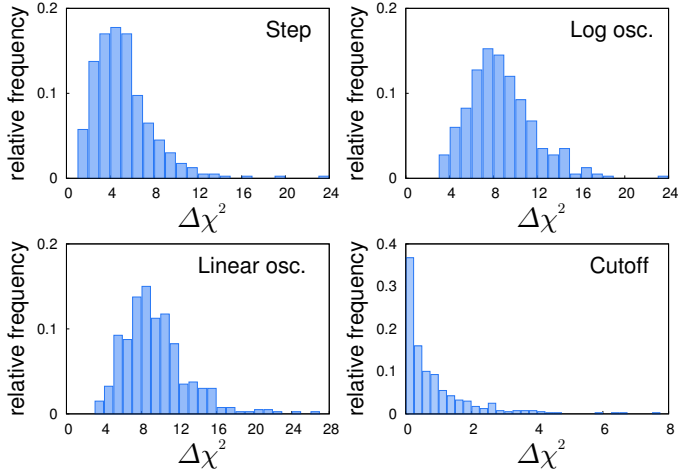 relative frequency
0.2
0.1
0
Step
0 4 8 12 16 20 24
Δχ²
relative frequency
0.2
0.1
0
Log osc.
0 4 8 12 16 20 24
Δχ²
relative frequency
0.2
0.1
0
Linear osc.
0 4 8 12 16 20 24 28
Δχ²
relative frequency
0.4
0.3
0.2
0.1
0
Cutoff
0 2 4 6 8
Δχ²